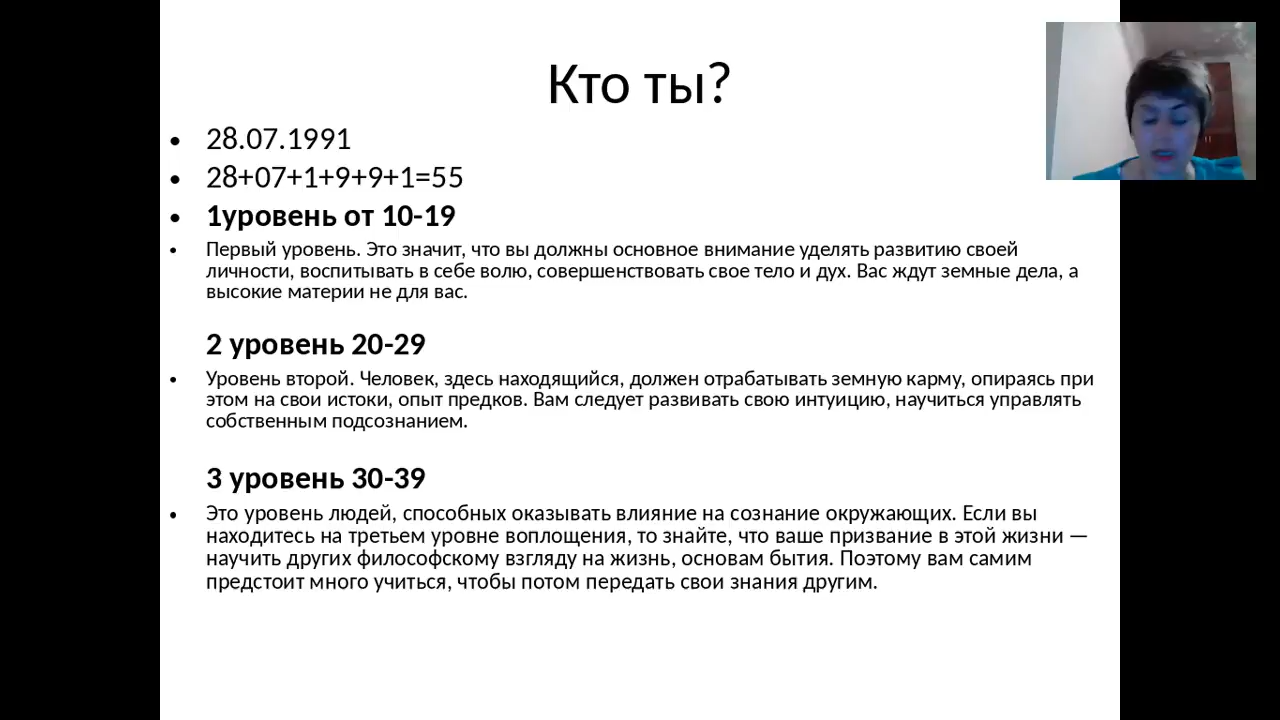 Кто ты?
• 28.07.1991
• 28+07+1+9+9+1=55
• 1уровень от 10-19
• Первый уровень. Это значит, что вы должны основное внимание уделять развитию своей
личности, воспитывать в себе волю, совершенствовать свое тело и дух. Вас ждут земные дела, а
высокие материи не для вас.
2 уровень 20-29
• Уровень второй. Человек, здесь находящийся, должен отрабатывать земную карму, опираясь при
этом на свои истоки, опыт предков. Вам следует развивать свою интуицию, научиться управлять
собственным подсознанием.
3 уровень 30-39
• Это уровень людей, способных оказывать влияние на сознание окружающих. Если вы
находитесь на третьем уровне воплощения, то знайте, что ваше призвание в этой жизни —
научить других философскому взгляду на жизнь, основам бытия. Поэтому вам самим
предстоит много учиться, чтобы потом передать свои знания другим.